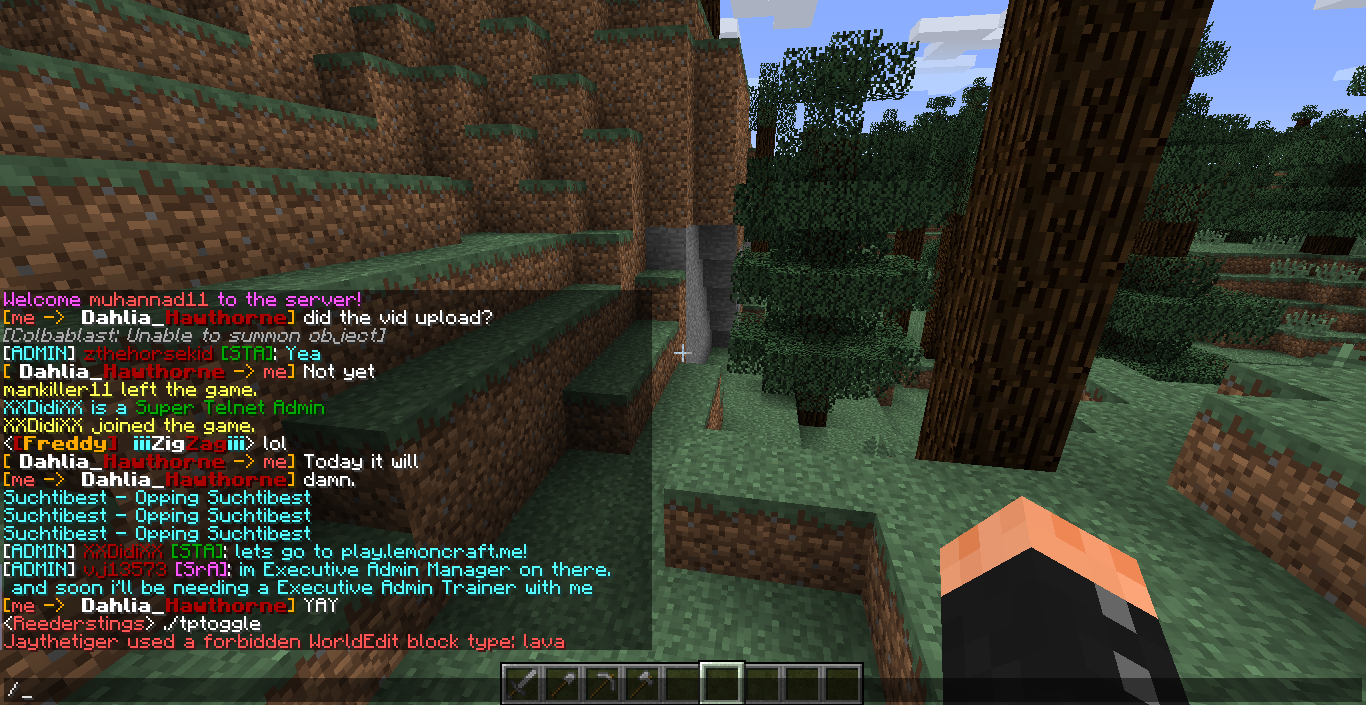 Welcome muhannad11 to the server!
[me -> Dahlia_Hawthorne] did the vid upload?
[Colbablast: Unable to summon object]
[ADMIN] zthehorsekid [STA]: Yea
[ Dahlia_Hawthorne -> me] Not yet
mankiller11 left the game.
XXDidiXX is a Super Telnet Admin
XXDidiXX joined the game.
<[Freddy] iiiZigZagiii> lol
[ Dahlia_Hawthorne -> me] Today it will
[me -> Dahlia_Hawthorne] damn.
Suchtibest - Opping Suchtibest
Suchtibest - Opping Suchtibest
Suchtibest - Opping Suchtibest
[ADMIN] XXDidiXX [STA]: lets go to play.lemoncraft.me!
[ADMIN] vj13573 [SrA]: im Executive Admin Manager on there.
and soon i'll be needing a Executive Admin Trainer with me
[me -> Dahlia_Hawthorne] YAY
<Reederstings> ./tptoggle
Jaythetiger used a forbidden WorldEdit block type: lava
/_